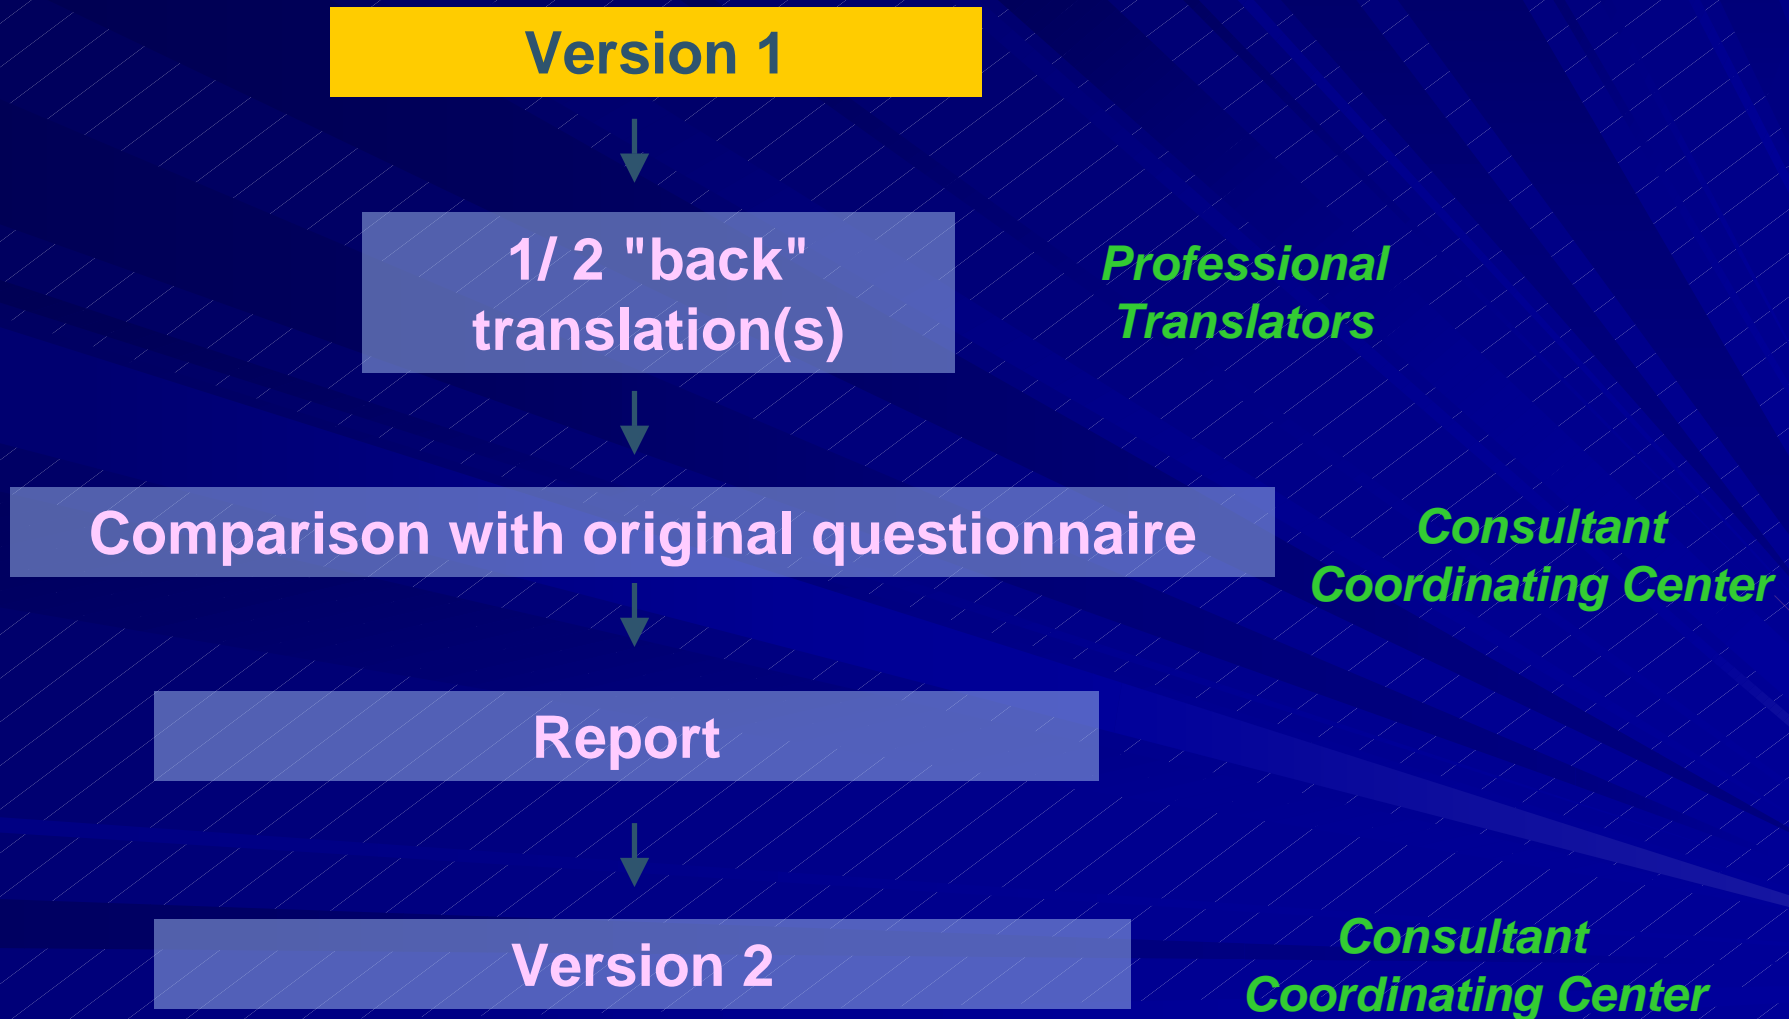 Version 1
1/ 2 "back"
translation(s)
Professional
Translators
Comparison with original questionnaire
Consultant
Coordinating Center
Report
Version 2
Consultant
Coordinating Center